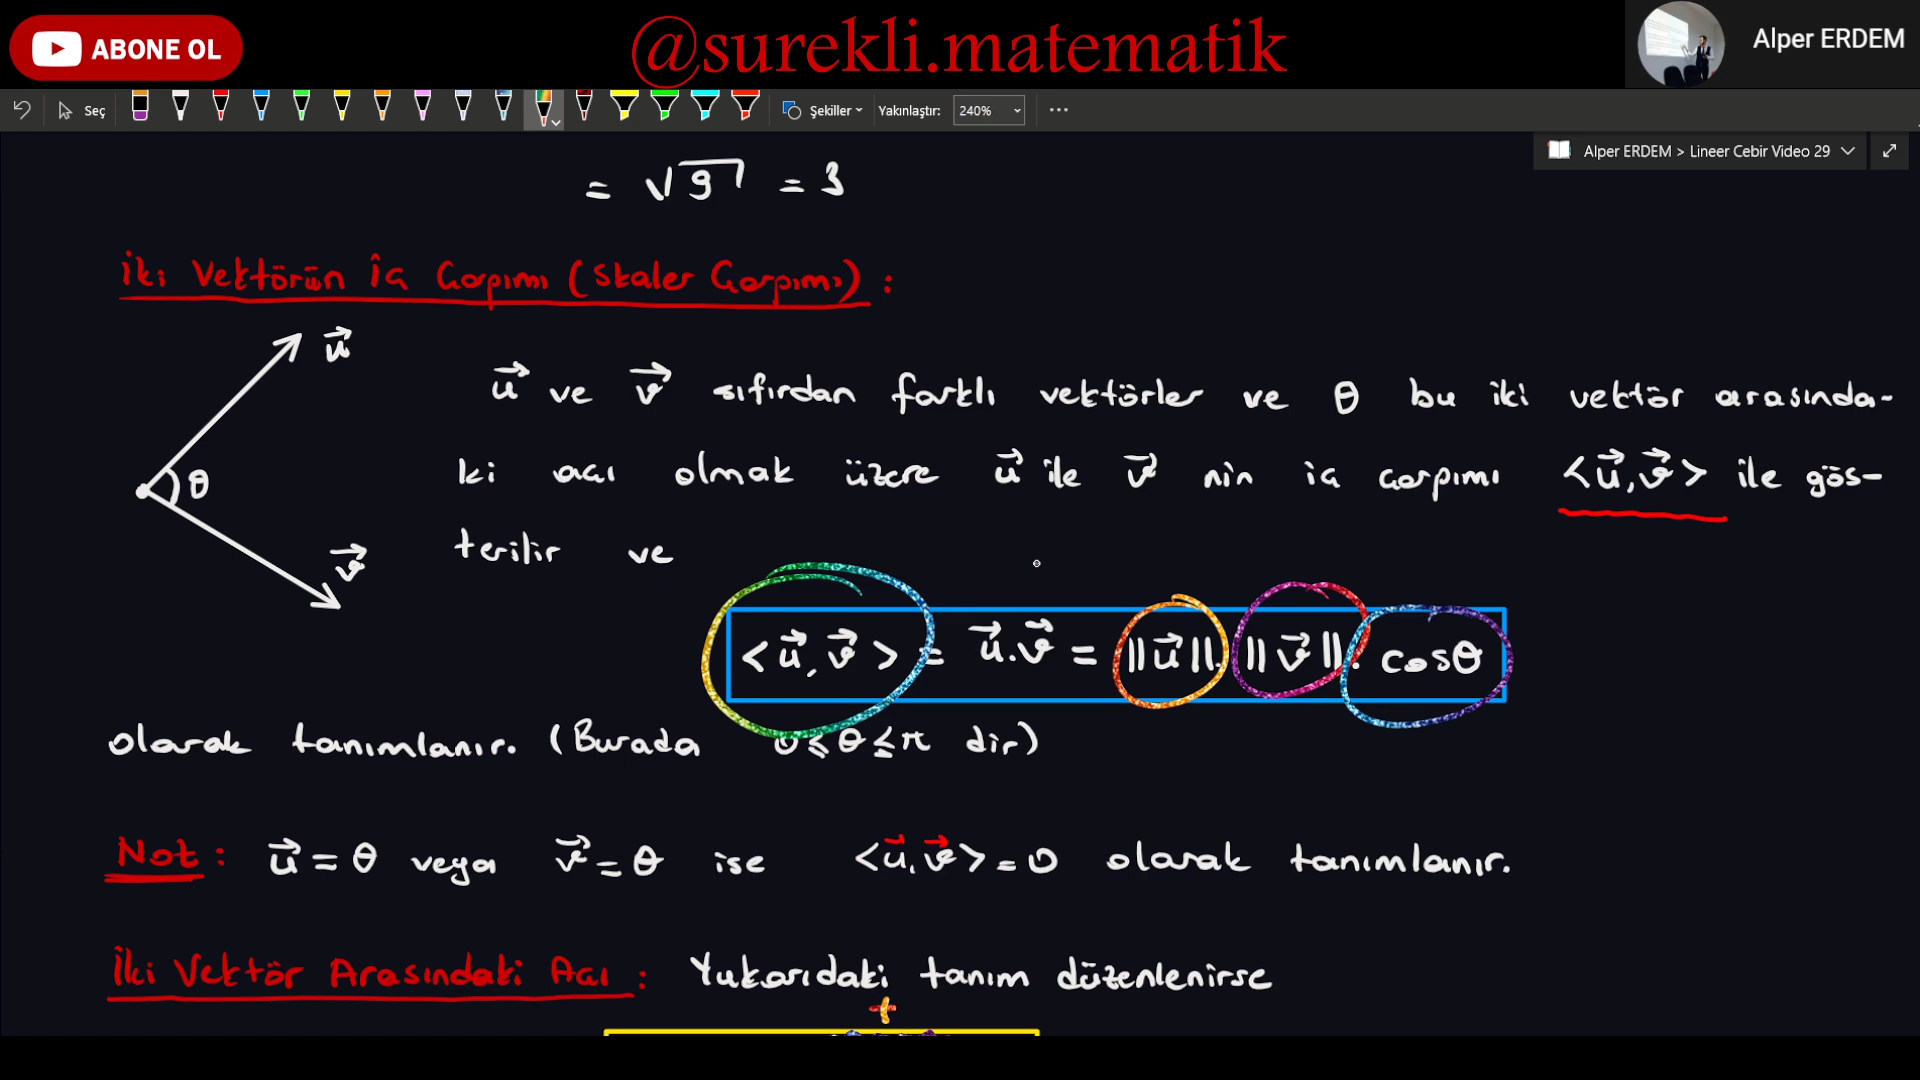 ABONE OL
@surekli.matematik
Alper ERDEM
Seç
Şekiller
Yakınlaştır:
240%
Alper ERDEM > Lineer Cebir Video 29
= √9 = 3
İki Vektörün İç Çarpımı (Skaler Çarpımı) :
u⃗
θ
v⃗
u⃗ ve v⃗ sıfırdan farklı vektörler ve θ bu iki vektör arasında-
ki açı olmak üzere u⃗ ile v⃗ nin iç çarpımı <u⃗,v⃗> ile gös-
terilir ve
<u⃗,v⃗> = u⃗.v⃗ = ||u⃗||.||v⃗||.cosθ
olarak tanımlanır. (Burada 0≤θ≤π dir)
Not: u⃗=θ veya v⃗=θ ise <u⃗,v⃗>=0 olarak tanımlanır.
İki Vektör Arasındaki Açı : Yukarıdaki tanım düzenlenirse
+